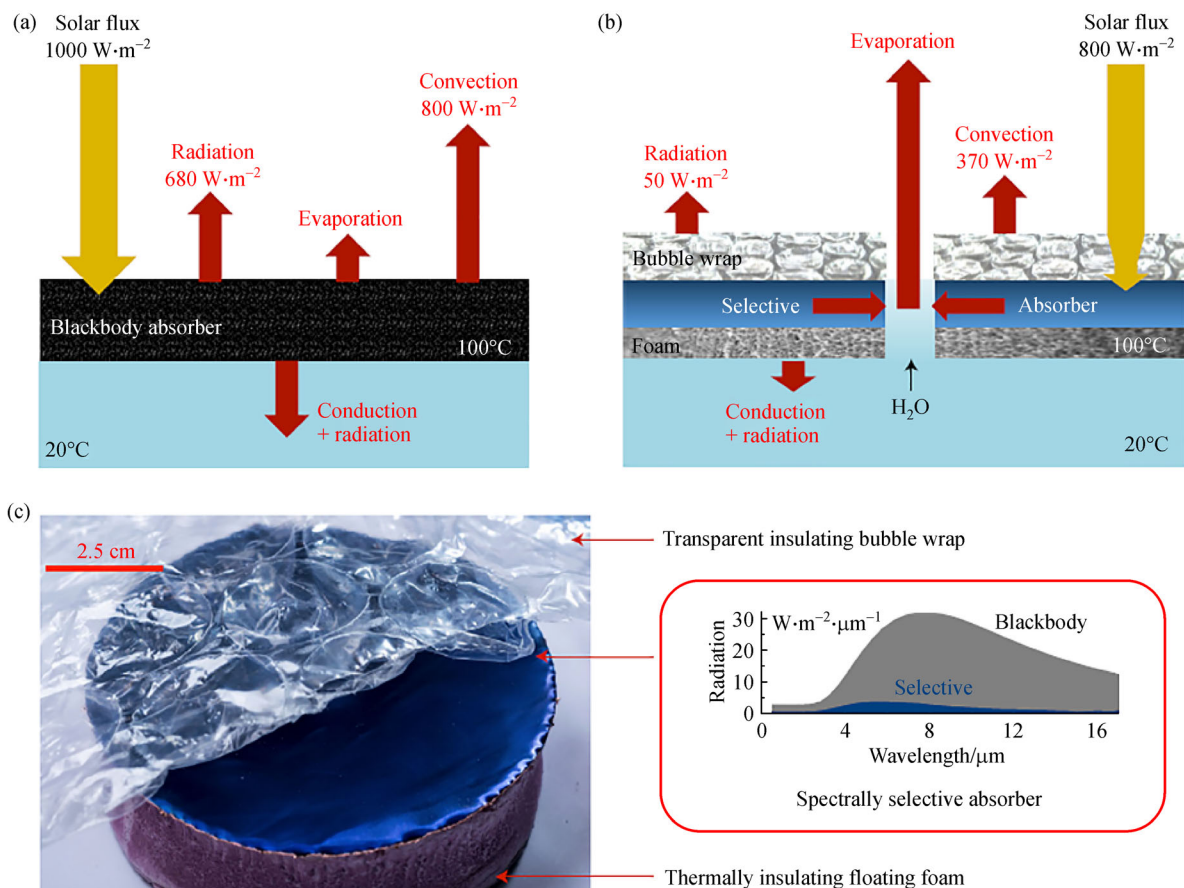 (a)
Solar flux
1000 W·m⁻²
Radiation
680 W·m⁻²
Evaporation
Convection
800 W·m⁻²
Blackbody absorber
100°C
Conduction
+ radiation
20°C
(b)
Evaporation
Solar flux
800 W·m⁻²
Radiation
50 W·m⁻²
Convection
370 W·m⁻²
Bubble wrap
Selective
Absorber
Foam
100°C
Conduction
+ radiation
H₂O
20°C
(c)
2.5 cm
Transparent insulating bubble wrap
W·m⁻²·μm⁻¹
Blackbody
Selective
Radiation
30
20
10
0
0
4
8
12
16
Wavelength/μm
Spectrally selective absorber
Thermally insulating floating foam